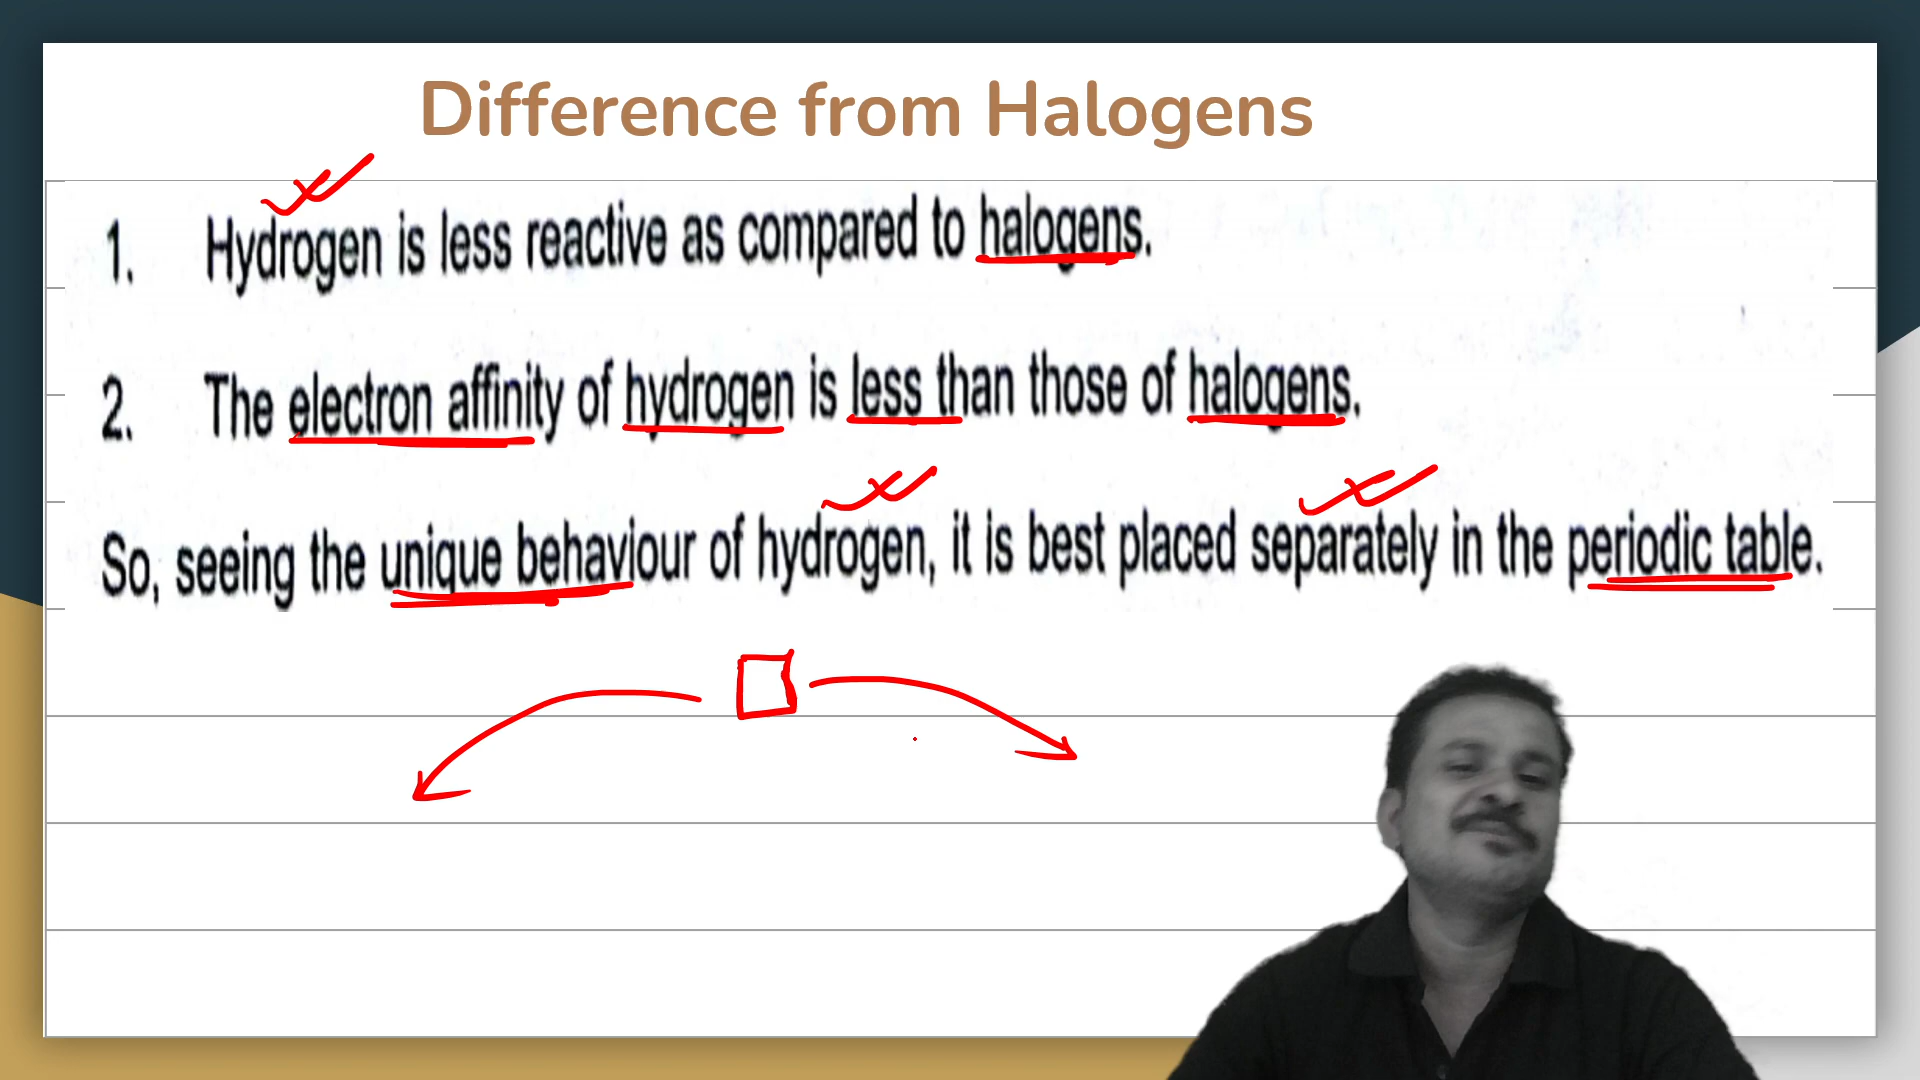 Difference from Halogens
1. Hydrogen is less reactive as compared to halogens.
2. The electron affinity of hydrogen is less than those of halogens.
So, seeing the unique behaviour of hydrogen, it is best placed separately in the periodic table.